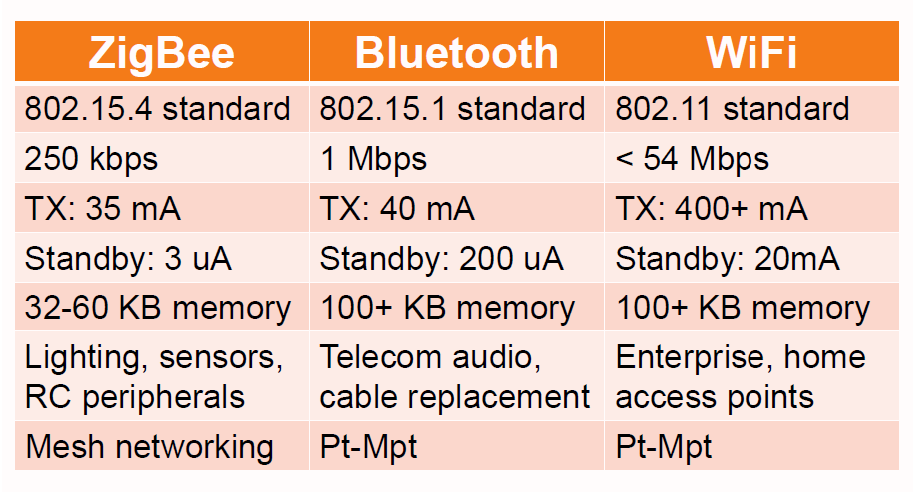 ZigBee Bluetooth WiFi
802.15.4 standard 802.15.1 standard 802.11 standard
250 kbps 1 Mbps < 54 Mbps
TX: 35 mA TX: 40 mA TX: 400+ mA
Standby: 3 uA Standby: 200 uA Standby: 20mA
32-60 KB memory 100+ KB memory 100+ KB memory
Lighting, sensors, Telecom audio, Enterprise, home
RC peripherals cable replacement access points
Mesh networking Pt-Mpt Pt-Mpt